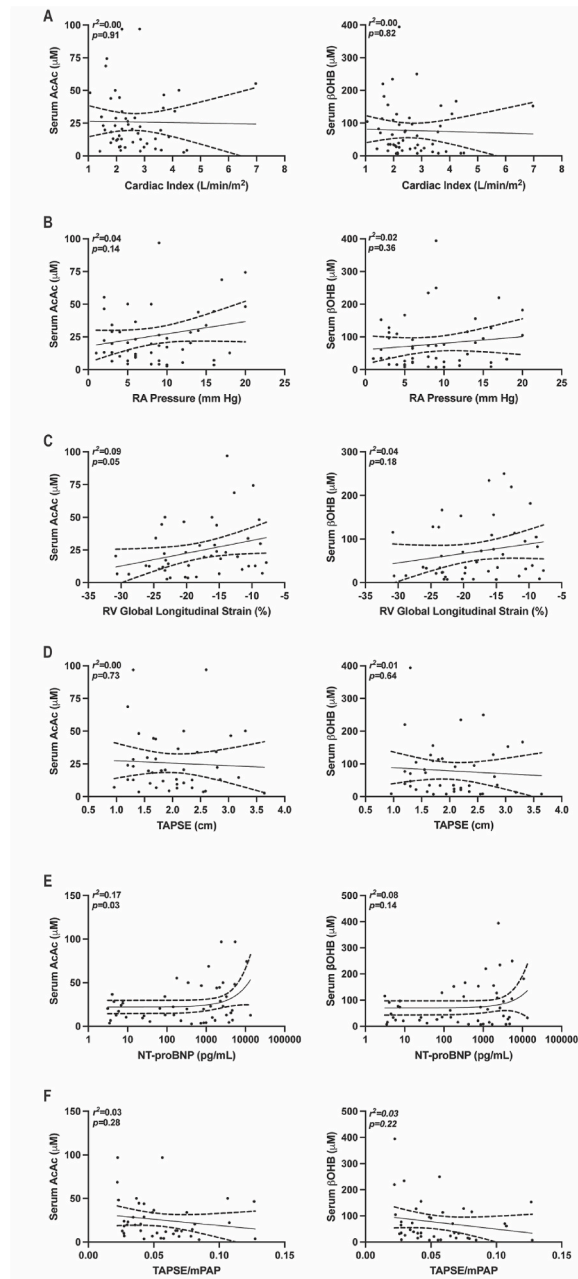 A
r²=0.00
p=0.91
100
75
50
25
0
Serum AcAc (μM)
1 2 3 4 5 6 7 8
Cardiac Index (L/min/m²)
r²=0.00
p=0.82
400
300
200
100
0
Serum βOHB (μM)
1 2 3 4 5 6 7 8
Cardiac Index (L/min/m²)
B
r²=0.04
p=0.14
100
75
50
25
0
Serum AcAc (μM)
0 5 10 15 20 25
RA Pressure (mm Hg)
r²=0.02
p=0.36
400
300
200
100
0
Serum βOHB (μM)
0 5 10 15 20 25
RA Pressure (mm Hg)
C
r²=0.09
p=0.05
100
75
50
25
0
Serum AcAc (μM)
-35 -30 -25 -20 -15 -10 -5
RV Global Longitudinal Strain (%)
r²=0.04
p=0.18
300
200
100
0
Serum βOHB (μM)
-35 -30 -25 -20 -15 -10 -5
RV Global Longitudinal Strain (%)
D
r²=0.00
p=0.73
100
75
50
25
0
Serum AcAc (μM)
0.5 1.0 1.5 2.0 2.5 3.0 3.5 4.0
TAPSE (cm)
r²=0.01
p=0.64
400
300
200
100
0
Serum βOHB (μM)
0.5 1.0 1.5 2.0 2.5 3.0 3.5 4.0
TAPSE (cm)
E
r²=0.17
p=0.03
150
100
50
0
Serum AcAc (μM)
1 10 100 1000 10000 100000
NT-proBNP (pg/mL)
r²=0.08
p=0.14
500
400
300
200
100
0
Serum βOHB (μM)
1 10 100 1000 10000 100000
NT-proBNP (pg/mL)
F
r²=0.03
p=0.28
150
100
50
0
Serum AcAc (μM)
0.00 0.05 0.10 0.15
TAPSE/mPAP
r²=0.03
p=0.22
500
400
300
200
100
0
Serum βOHB (μM)
0.00 0.05 0.10 0.15
TAPSE/mPAP